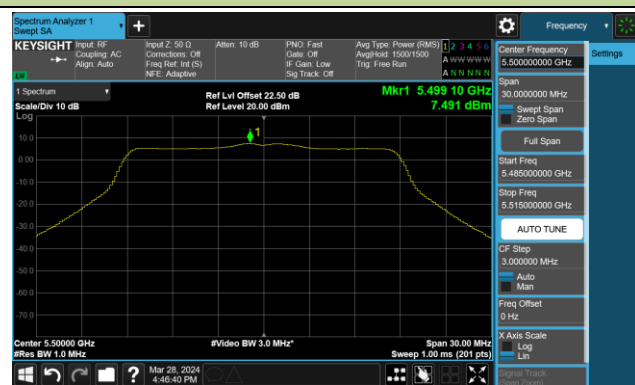 Spectrum Analyzer 1
Swept SA
Frequency
KEYSIGHT
Input: RF
Coupling: AC
Align: Auto
Input Z: 50 Ω
Corrections: Off
Freq Ref: Int (S)
NFE: Adaptive
Atten: 10 dB
PNO: Fast
Gate: Off
IF Gain: Low
Sig Track: Off
Avg Type: Power (RMS)
Avg|Hold: 1500/1500
Trig: Free Run
1 2 3 4 5 6
A W W W W W
A N N N N N
LW
Center Frequency
5.500000000 GHz
Settings
Span
30.0000000 MHz
Swept Span
Zero Span
Full Span
Start Freq
5.485000000 GHz
Stop Freq
5.515000000 GHz
AUTO TUNE
CF Step
3.000000 MHz
Auto
Man
Freq Offset
0 Hz
X Axis Scale
Log
Lin
Signal Track
(Span Zoom)
1 Spectrum
Scale/Div 10 dB
Log
Ref Lvl Offset 22.50 dB
Ref Level 20.00 dBm
Mkr1 5.499 10 GHz
7.491 dBm
1
10.0
0.00
-10.0
-20.0
-30.0
-40.0
-50.0
-60.0
-70.0
Center 5.50000 GHz
#Res BW 1.0 MHz
#Video BW 3.0 MHz*
Span 30.00 MHz
Sweep 1.00 ms (201 pts)
?
Mar 28, 2024
4:46:40 PM